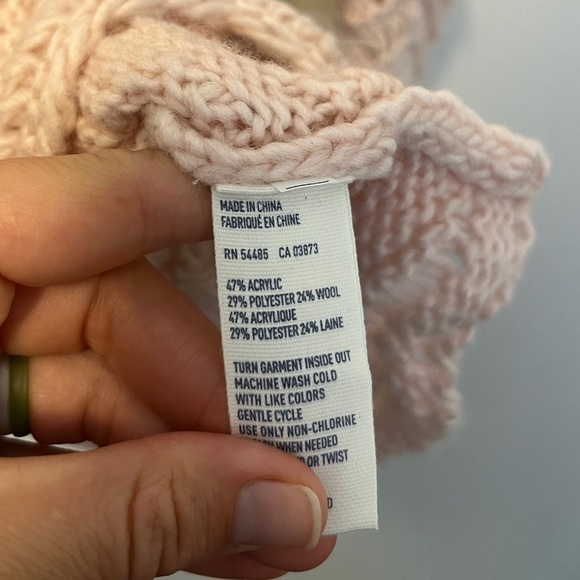 MADE IN CHINA
FABRIQUÉ EN CHINE
RN 54485 CA 03873
47% ACRYLIC
29% POLYESTER 24% WOOL
47% ACRYLIQUE
29% POLYESTER 24% LAINE
TURN GARMENT INSIDE OUT
MACHINE WASH COLD
WITH LIKE COLORS
GENTLE CYCLE
USE ONLY NON-CHLORINE
WHEN NEEDED
OR TWIST